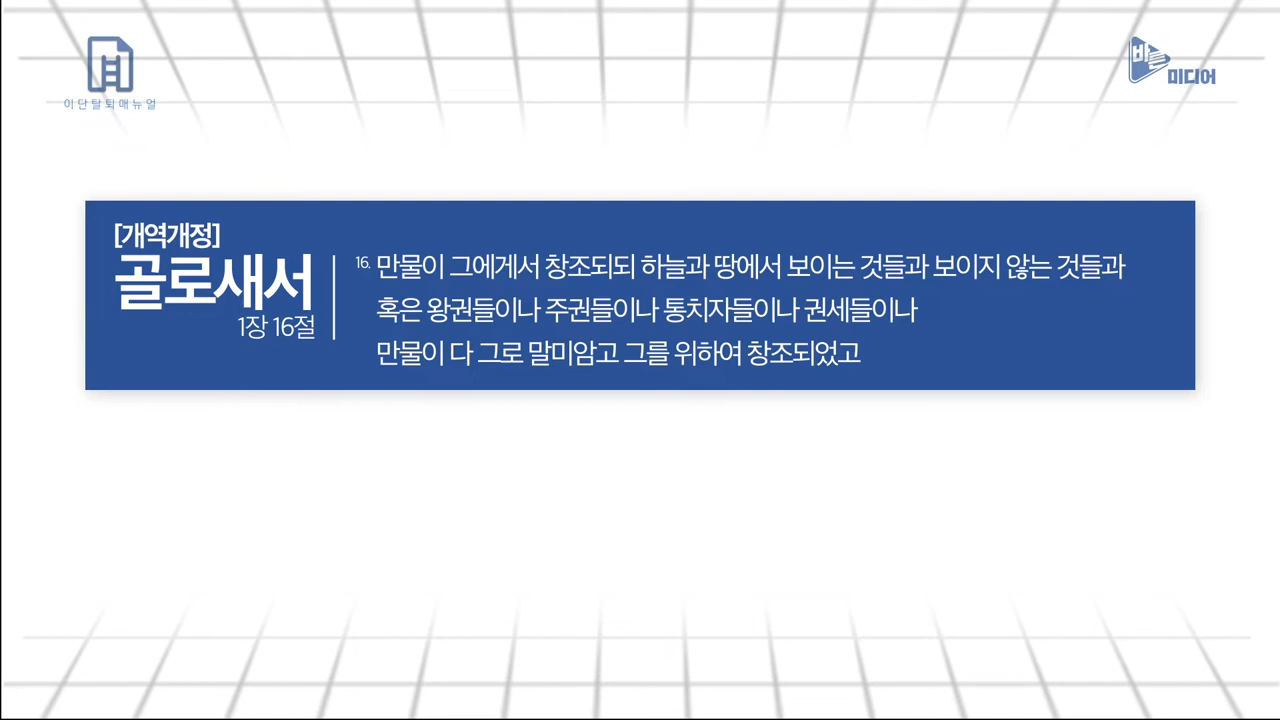 이단탈퇴매뉴얼
바른
미디어
[개역개정]
골로새서
1장 16절
16. 만물이 그에게서 창조되되 하늘과 땅에서 보이는 것들과 보이지 않는 것들과
혹은 왕권들이나 주권들이나 통치자들이나 권세들이나
만물이 다 그로 말미암고 그를 위하여 창조되었고